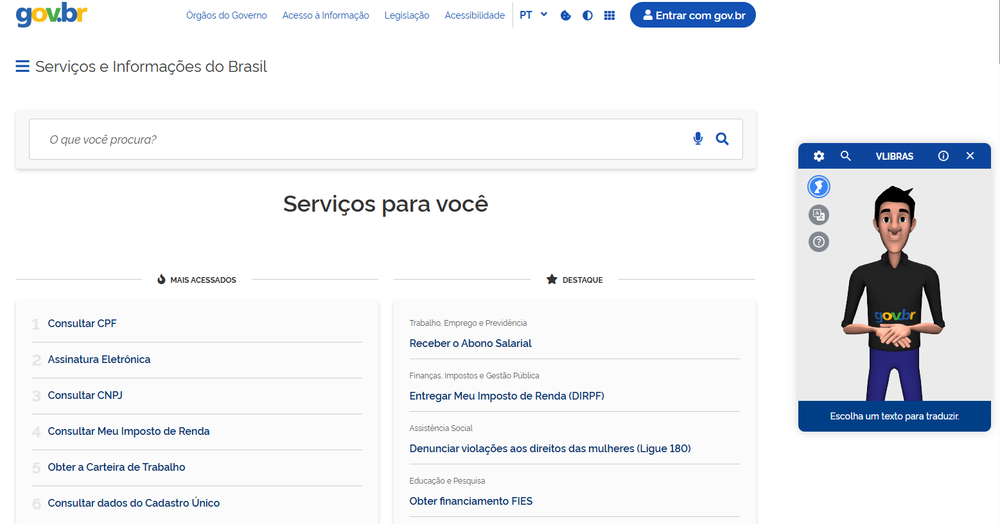 gov.br
Órgãos do Governo Acesso à Informação Legislação Acessibilidade PT Entrar com gov.br
Serviços e Informações do Brasil
O que você procura?
Serviços para você
MAIS ACESSADOS
1 Consultar CPF
2 Assinatura Eletrônica
3 Consultar CNPJ
4 Consultar Meu Imposto de Renda
5 Obter a Carteira de Trabalho
6 Consultar dados do Cadastro Único
DESTAQUE
Trabalho, Emprego e Previdência
Receber o Abono Salarial
Finanças, Impostos e Gestão Pública
Entregar Meu Imposto de Renda (DIRPF)
Assistência Social
Denunciar violações aos direitos das mulheres (Ligue 180)
Educação e Pesquisa
Obter financiamento FIES
VLIBRAS
gov.br
Escolha um texto para traduzir.